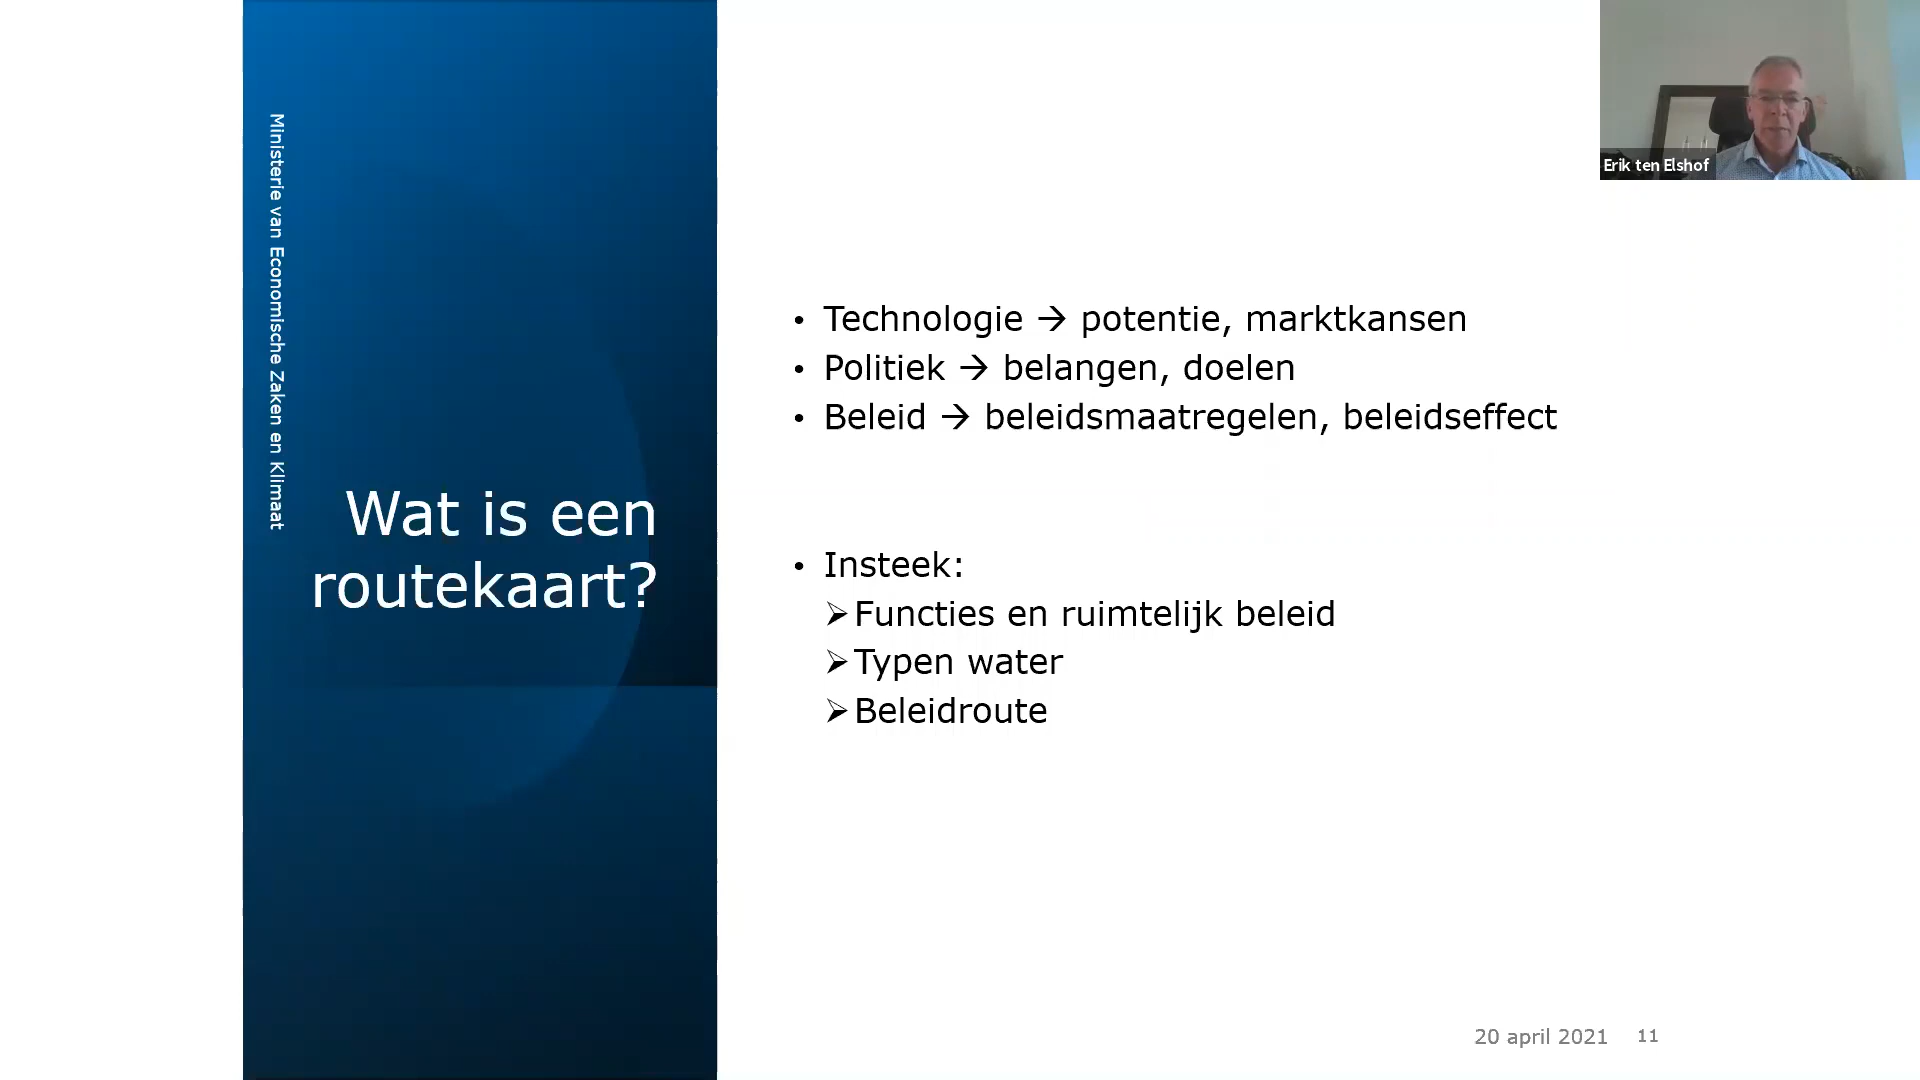 Ministerie van Economische Zaken en Klimaat
Wat is een
routekaart?
• Technologie → potentie, marktkansen
• Politiek → belangen, doelen
• Beleid → beleidsmaatregelen, beleidseffect
• Insteek:
➢Functies en ruimtelijk beleid
➢Typen water
➢Beleidroute
20 april 2021 11
Erik ten Elshof